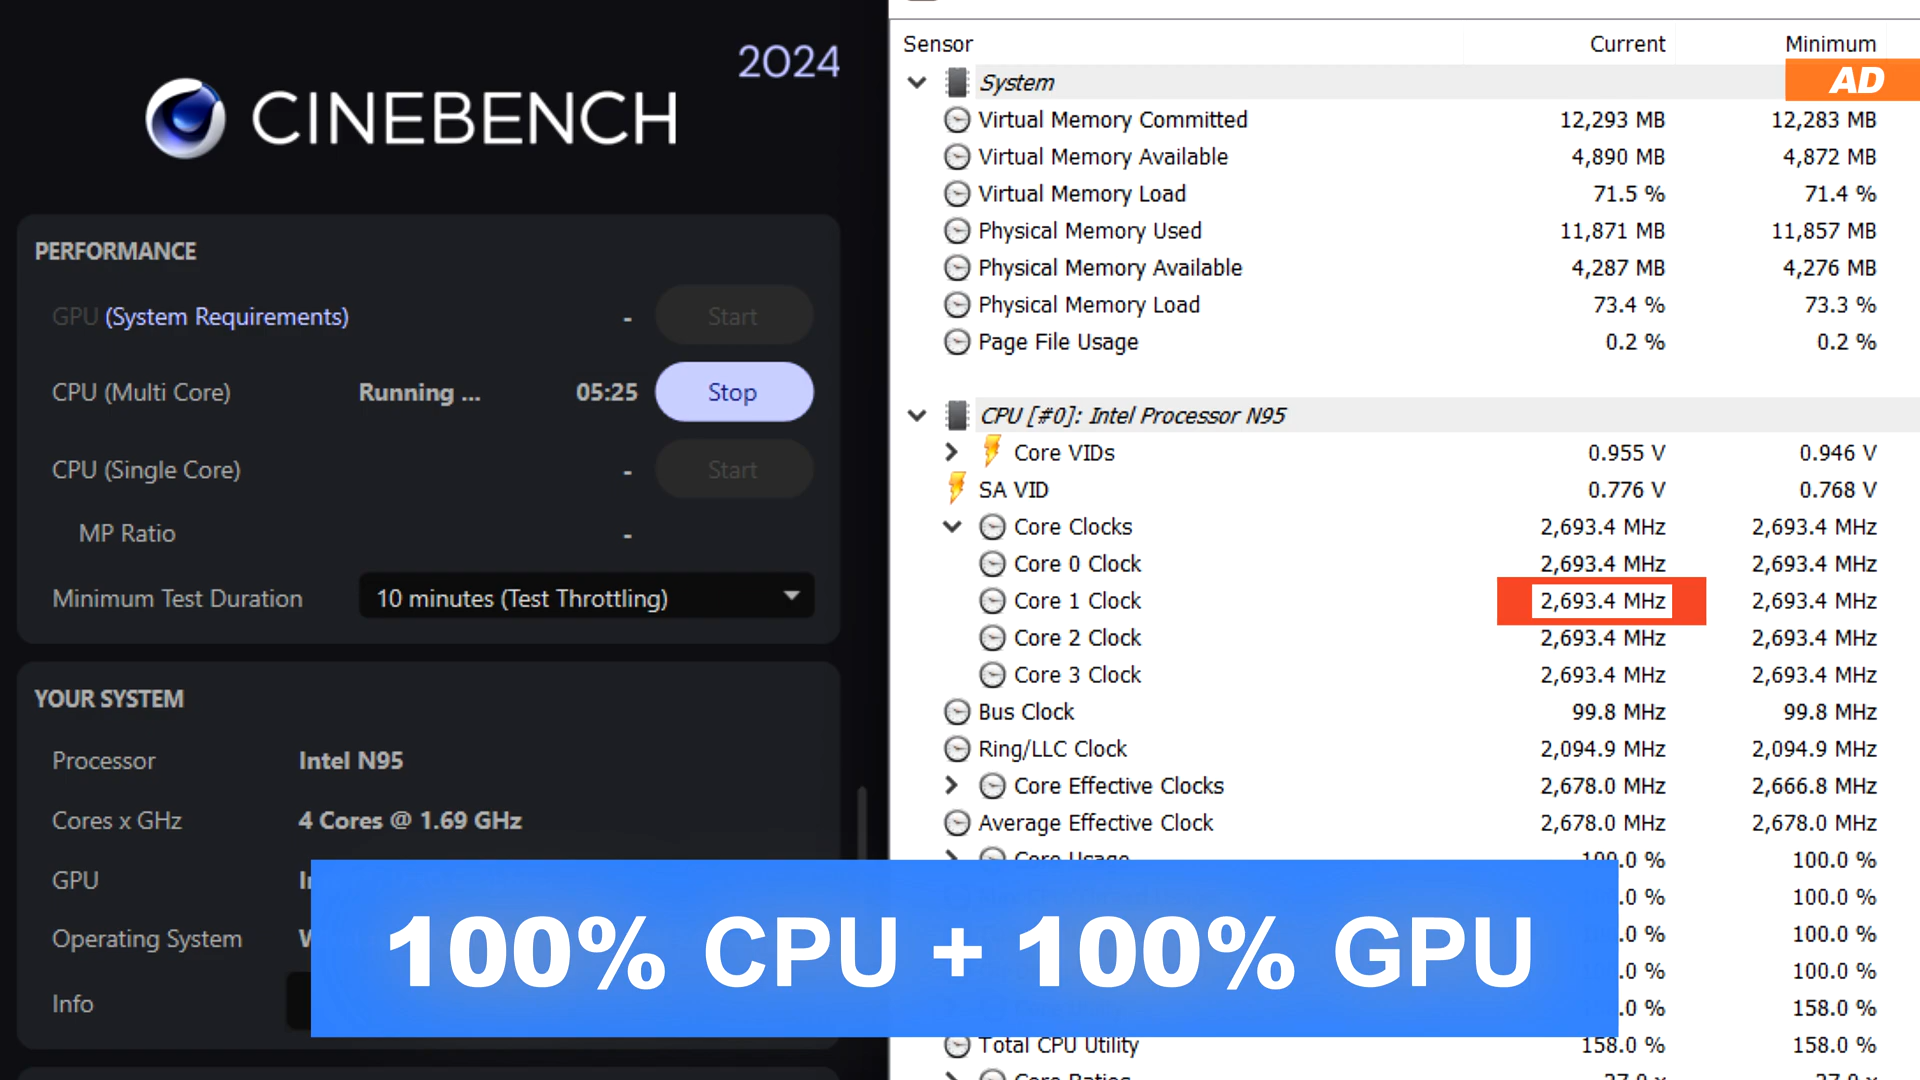 2024
CINEBENCH
PERFORMANCE
GPU (System Requirements) - Start
CPU (Multi Core) Running ... 05:25 Stop
CPU (Single Core) - Start
MP Ratio -
Minimum Test Duration 10 minutes (Test Throttling)
YOUR SYSTEM
Processor Intel N95
Cores x GHz 4 Cores @ 1.69 GHz
GPU
Operating System
Info
Sensor Current Minimum
System
AD
Virtual Memory Committed 12,293 MB 12,283 MB
Virtual Memory Available 4,890 MB 4,872 MB
Virtual Memory Load 71.5 % 71.4 %
Physical Memory Used 11,871 MB 11,857 MB
Physical Memory Available 4,287 MB 4,276 MB
Physical Memory Load 73.4 % 73.3 %
Page File Usage 0.2 % 0.2 %
CPU [#0]: Intel Processor N95
Core VIDs 0.955 V 0.946 V
SA VID 0.776 V 0.768 V
Core Clocks 2,693.4 MHz 2,693.4 MHz
Core 0 Clock 2,693.4 MHz 2,693.4 MHz
Core 1 Clock 2,693.4 MHz 2,693.4 MHz
Core 2 Clock 2,693.4 MHz 2,693.4 MHz
Core 3 Clock 2,693.4 MHz 2,693.4 MHz
Bus Clock 99.8 MHz 99.8 MHz
Ring/LLC Clock 2,094.9 MHz 2,094.9 MHz
Core Effective Clocks 2,678.0 MHz 2,666.8 MHz
Average Effective Clock 2,678.0 MHz 2,678.0 MHz
Core Usage 100.0 % 100.0 %
.0 % 100.0 %
.0 % 100.0 %
.0 % 100.0 %
.0 % 158.0 %
Total CPU Utility 158.0 % 158.0 %
Core Ratios
100% CPU + 100% GPU